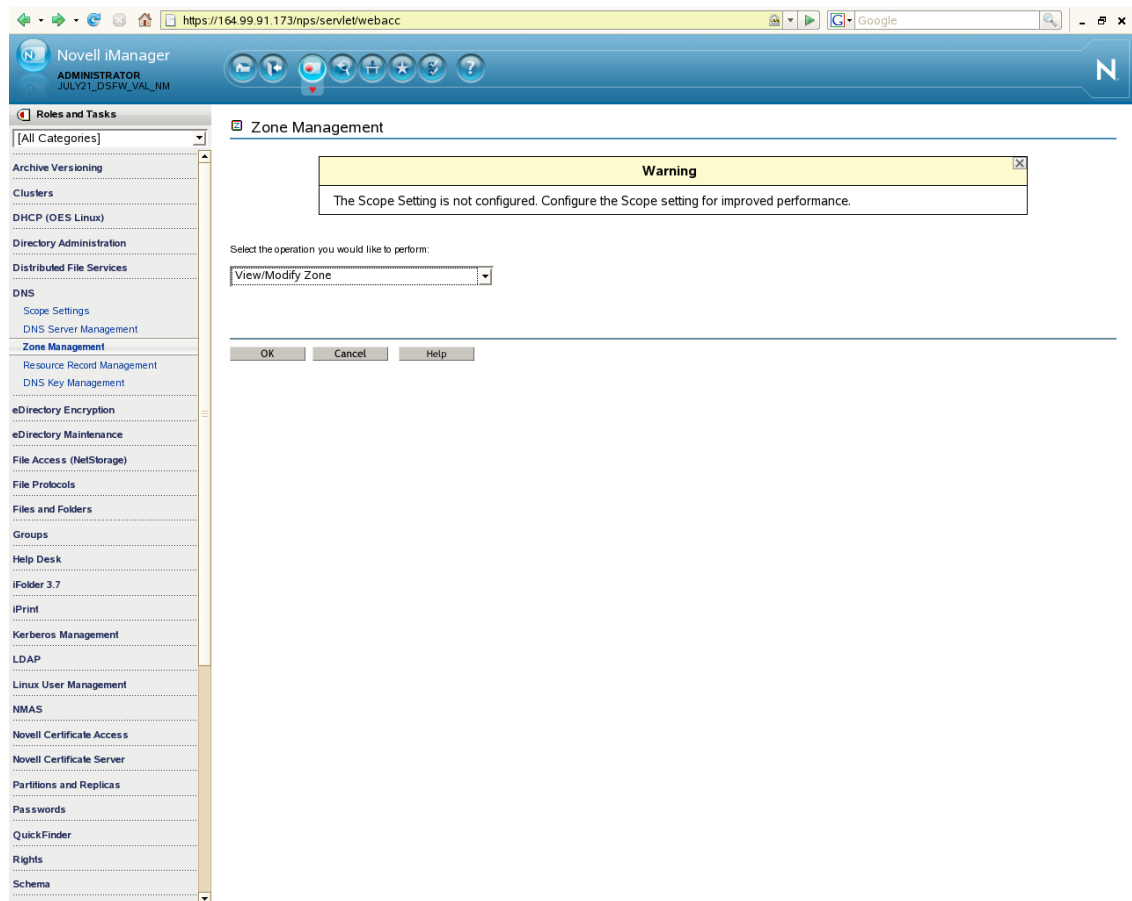 https://164.99.91.173/nps/servlet/webacc
G
Google
N
Novell iManager
ADMINISTRATOR
JULY21_DSFW_VAL_NM
N
Roles and Tasks
[All Categories]
Archive Versioning
Clusters
DHCP (OES Linux)
Directory Administration
Distributed File Services
DNS
Scope Settings
DNS Server Management
Zone Management
Resource Record Management
DNS Key Management
eDirectory Encryption
eDirectory Maintenance
File Access (NetStorage)
File Protocols
Files and Folders
Groups
Help Desk
iFolder 3.7
iPrint
Kerberos Management
LDAP
Linux User Management
NMAS
Novell Certificate Access
Novell Certificate Server
Partitions and Replicas
Passwords
QuickFinder
Rights
Schema
Zone Management
Warning
The Scope Setting is not configured. Configure the Scope setting for improved performance.
Select the operation you would like to perform:
View/Modify Zone
OK Cancel Help